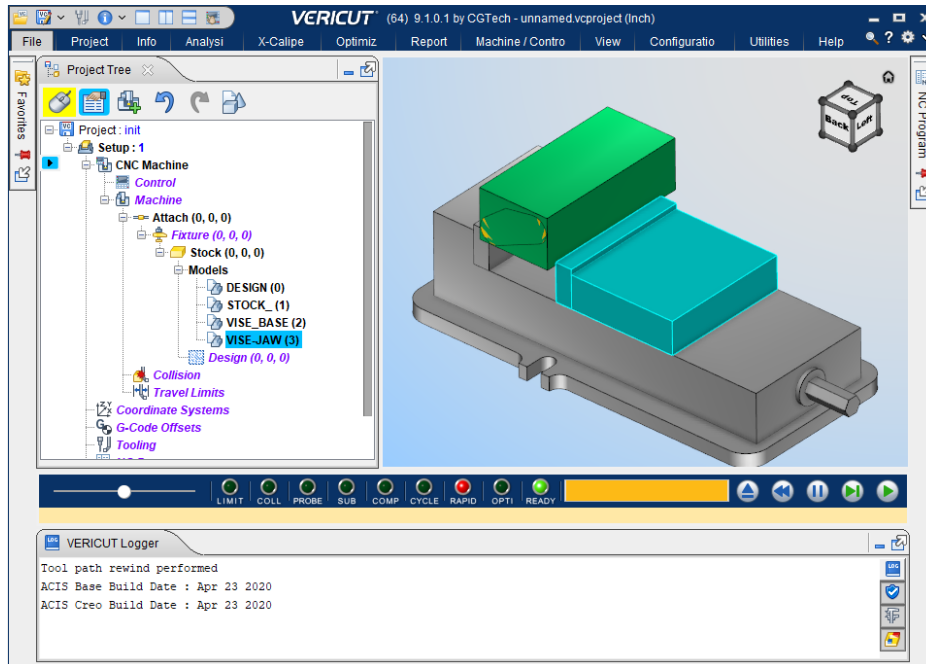 VERICUT (64) 9.1.0.1 by CGTech - unnamed.vcproject (Inch)
File Project Info Analysi X-Calipe Optimiz Report Machine / Contro View Configuratio Utilities Help
Project Tree
Favorites
NC Program
Project : init
Setup : 1
CNC Machine
Control
Machine
Attach (0, 0, 0)
Fixture (0, 0, 0)
Stock (0, 0, 0)
Models
DESIGN (0)
STOCK_ (1)
VISE_BASE (2)
VISE-JAW (3)
Design (0, 0, 0)
Collision
Travel Limits
Coordinate Systems
G-Code Offsets
Tooling
Top
Back Left
LIMIT COLL PROBE SUB COMP CYCLE RAPID OPTI READY
VERICUT Logger
Tool path rewind performed
ACIS Base Build Date : Apr 23 2020
ACIS Creo Build Date : Apr 23 2020
LOG